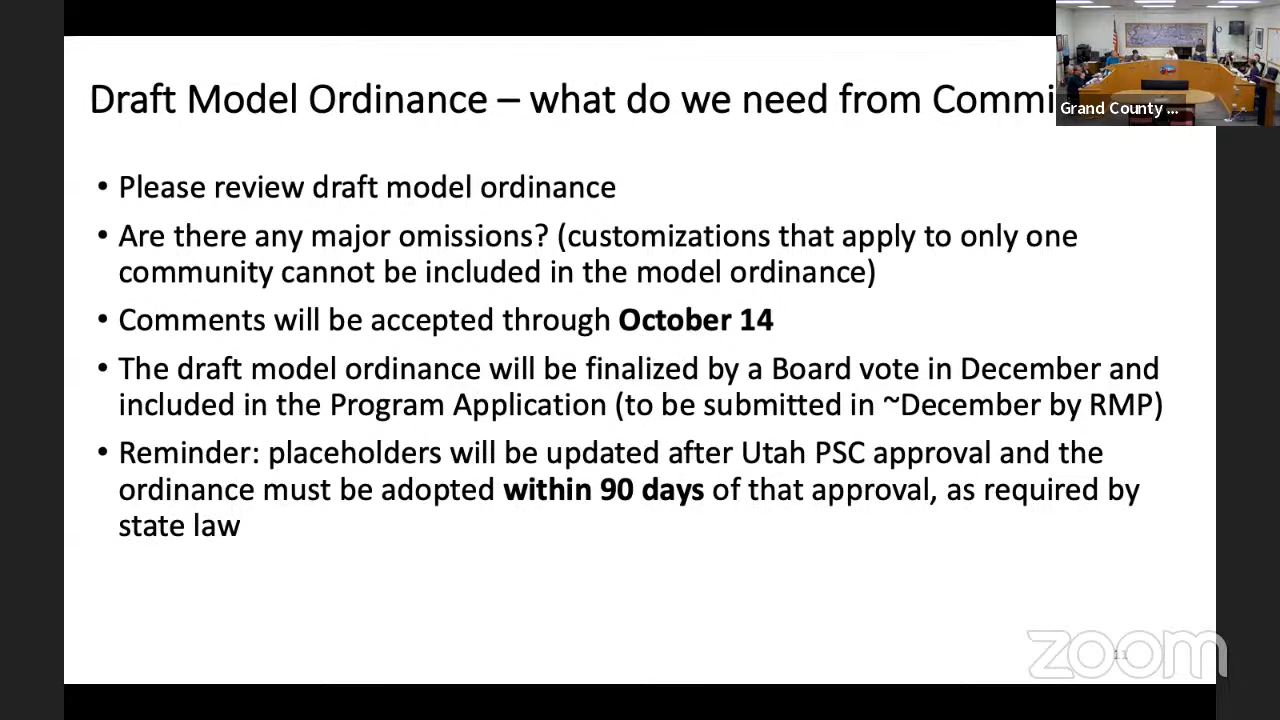 Draft Model Ordinance – what do we need from Commi
Grand County ...
• Please review draft model ordinance
• Are there any major omissions? (customizations that apply to only one
community cannot be included in the model ordinance)
• Comments will be accepted through October 14
• The draft model ordinance will be finalized by a Board vote in December and
included in the Program Application (to be submitted in ~December by RMP)
• Reminder: placeholders will be updated after Utah PSC approval and the
ordinance must be adopted within 90 days of that approval, as required by
state law
zoom
11